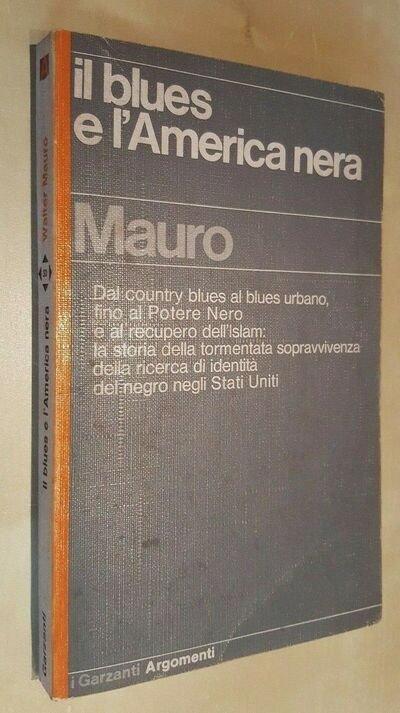 il blues
e l'America nera
Mauro
Dal country blues al blues urbano,
fino al Potere Nero
e al recupero dell'Islam:
la storia della tormentata sopravvivenza
della ricerca di identità
del negro negli Stati Uniti
i Garzanti Argomenti
Walter Mauro
il blues e l'America nera
Garzanti